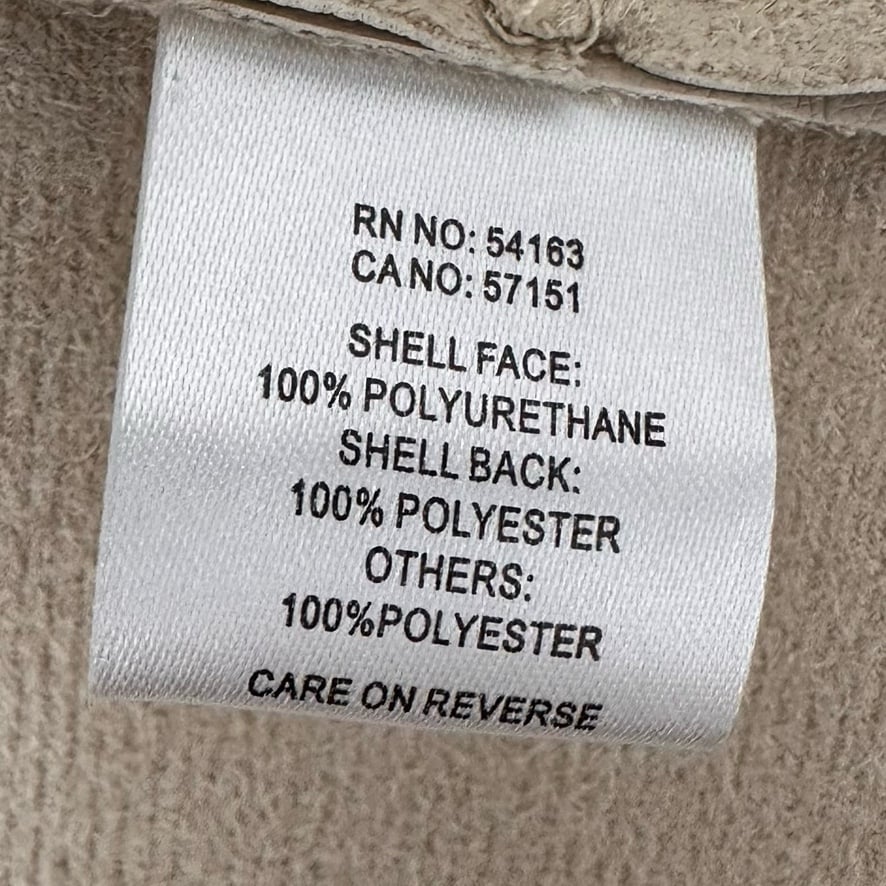 RN NO: 54163
CA NO: 57151
SHELL FACE:
100% POLYURETHANE
SHELL BACK:
100% POLYESTER
OTHERS:
100%POLYESTER
CARE ON REVERSE